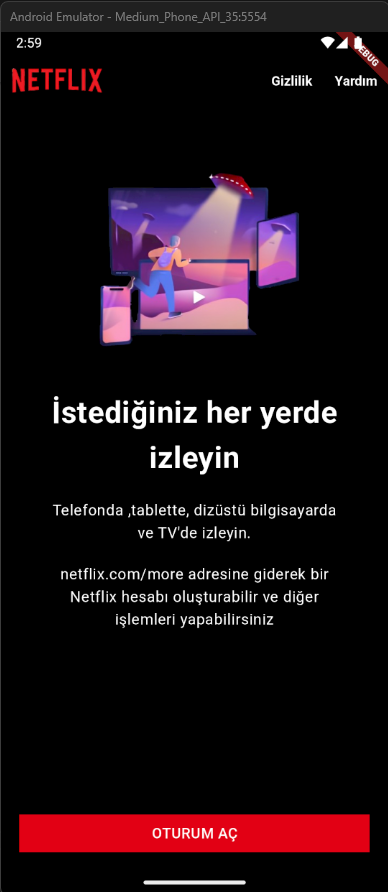 Android Emulator - Medium_Phone_API_35:5554
2:59
DEBUG
NETFLIX
Gizlilik
Yardım
İstediğiniz her yerde
izleyin
Telefonda ,tablette, dizüstü bilgisayarda
ve TV'de izleyin.
netflix.com/more adresine giderek bir
Netflix hesabı oluşturabilir ve diğer
işlemleri yapabilirsiniz
OTURUM AÇ